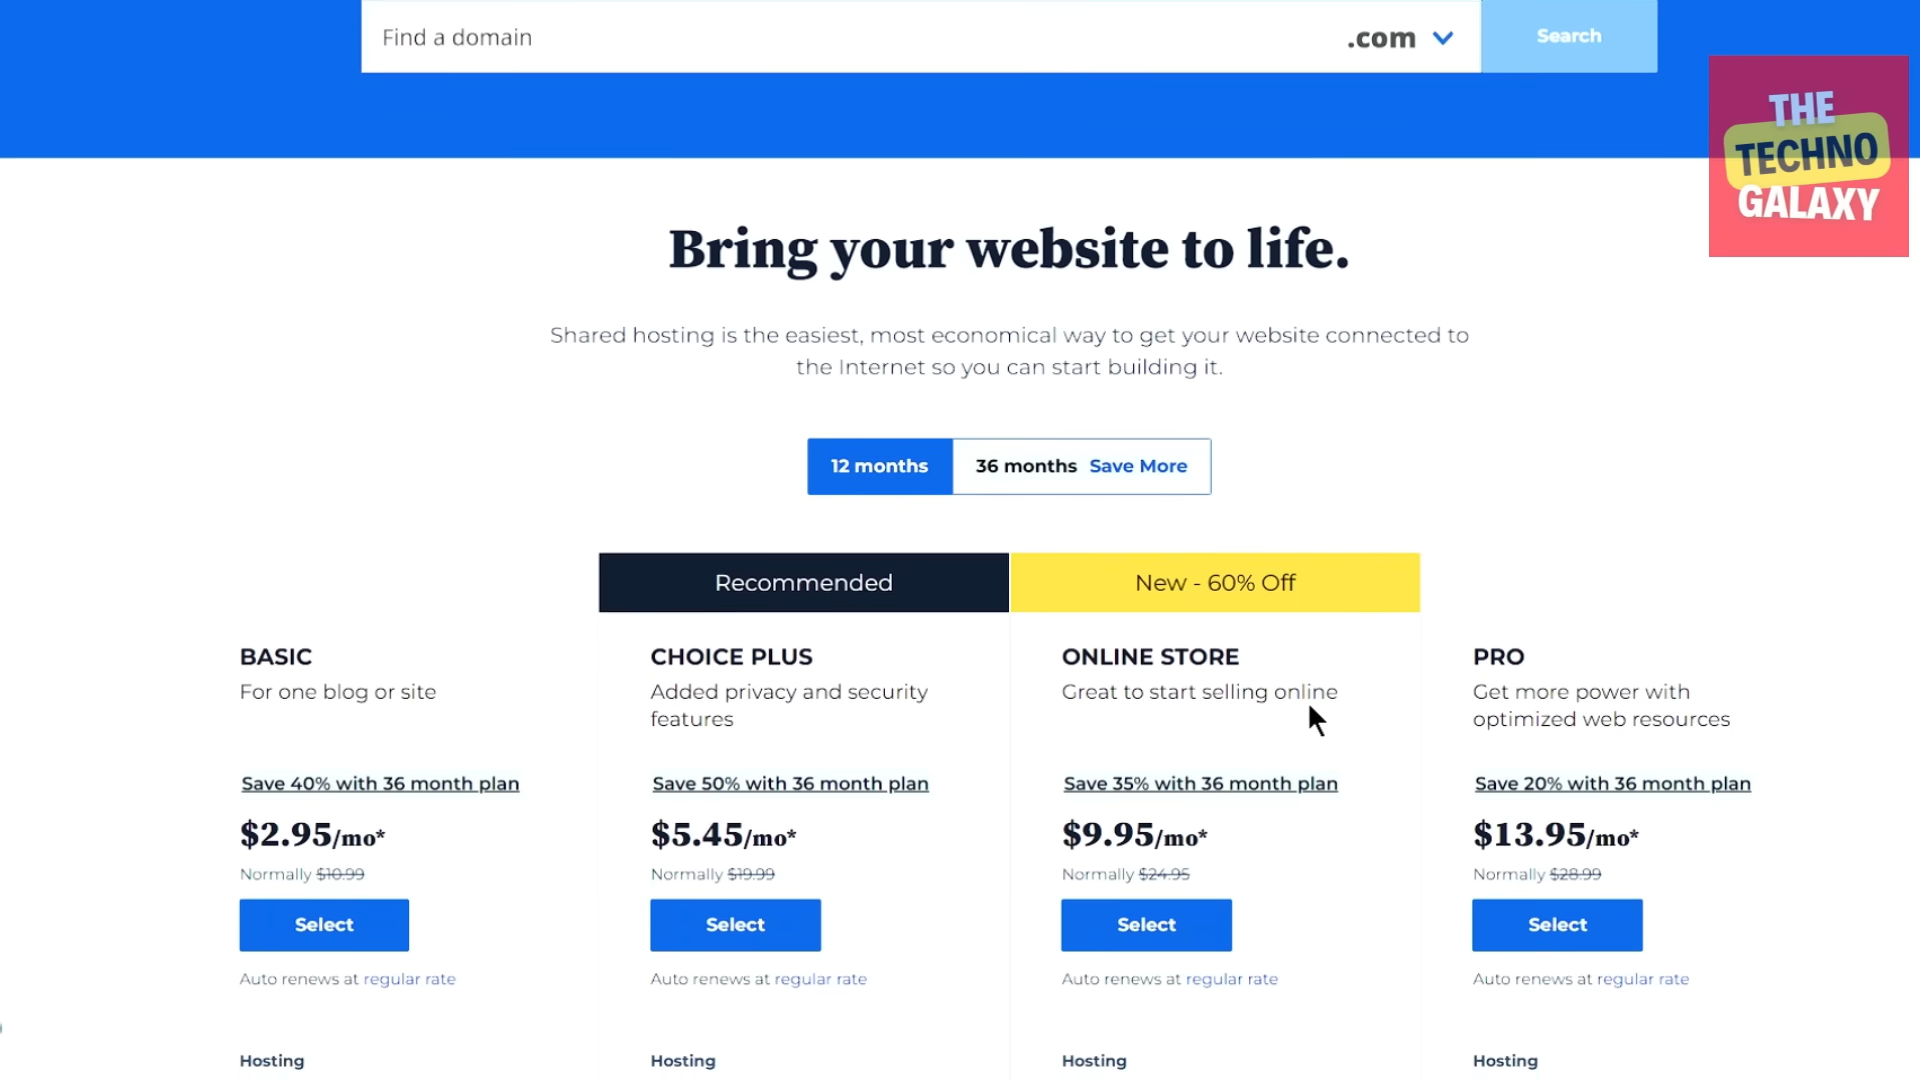 Find a domain
.com
Search
THE
TECHNO
GALAXY
Bring your website to life.
Shared hosting is the easiest, most economical way to get your website connected to
the Internet so you can start building it.
12 months
36 months Save More
Recommended
New - 60% Off
BASIC
For one blog or site
Save 40% with 36 month plan
$2.95/mo*
Normally $10.99
Select
Auto renews at regular rate
Hosting
CHOICE PLUS
Added privacy and security
features
Save 50% with 36 month plan
$5.45/mo*
Normally $19.99
Select
Auto renews at regular rate
Hosting
ONLINE STORE
Great to start selling online
Save 35% with 36 month plan
$9.95/mo*
Normally $24.95
Select
Auto renews at regular rate
Hosting
PRO
Get more power with
optimized web resources
Save 20% with 36 month plan
$13.95/mo*
Normally $28.99
Select
Auto renews at regular rate
Hosting